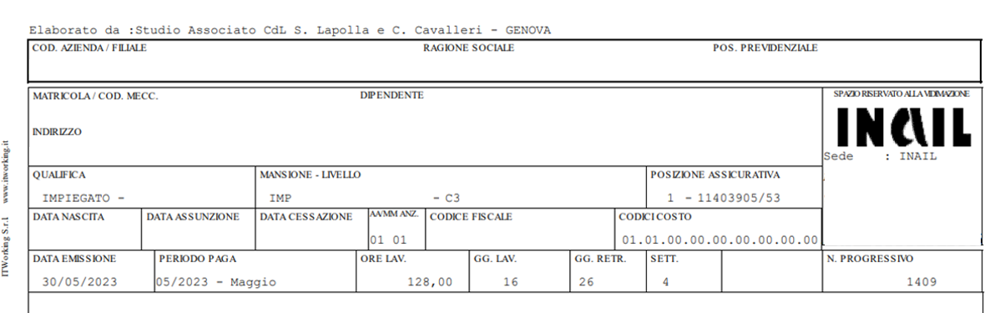 Elaborato da :Studio Associato CdL S. Lapolla e C. Cavalleri - GENOVA
COD. AZIENDA / FILIALE RAGIONE SOCIALE POS. PREVIDENZIALE
MATRICOLA / COD. MECC. DIPENDENTE SPAZIO RISERVATO ALLA VIDIMAZIONE
INAIL
INDIRIZZO
Sede : INAIL
QUALIFICA MANSIONE - LIVELLO POSIZIONE ASSICURATIVA
IMPIEGATO - IMP - C3 1 - 11403905/53
DATA NASCITA DATA ASSUNZIONE DATA CESSAZIONE AA/MM ANZ. CODICE FISCALE CODICI COSTO
01 01 01.01.00.00.00.00.00.00.00
DATA EMISSIONE PERIODO PAGA ORE LAV. GG. LAV. GG. RETR. SETT. N. PROGRESSIVO
30/05/2023 05/2023 - Maggio 128,00 16 26 4 1409
ITWorking S.r.l www.itworking.it